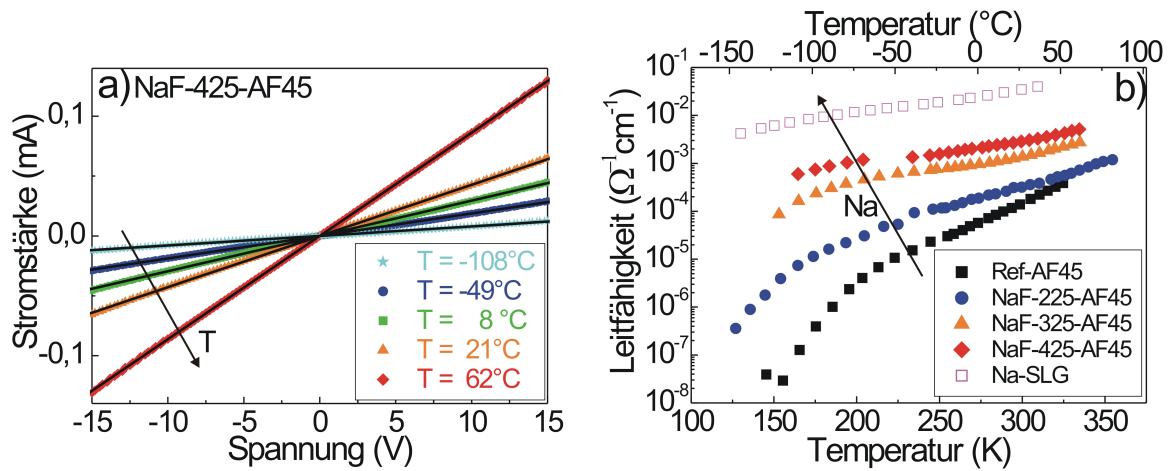 a) NaF-425-AF45
0,1
0,0
-0,1
Stromstärke (mA)
T
T = -108°C
T = -49°C
T = 8 °C
T = 21°C
T = 62°C
-15 -10 -5 0 5 10 15
Spannung (V)
Temperatur (°C)
-150 -100 -50 0 50 100
b)
10⁻¹
10⁻²
10⁻³
10⁻⁴
10⁻⁵
10⁻⁶
10⁻⁷
10⁻⁸
Leitfähigkeit (Ω⁻¹cm⁻¹)
Na
Ref-AF45
NaF-225-AF45
NaF-325-AF45
NaF-425-AF45
Na-SLG
100 150 200 250 300 350
Temperatur (K)